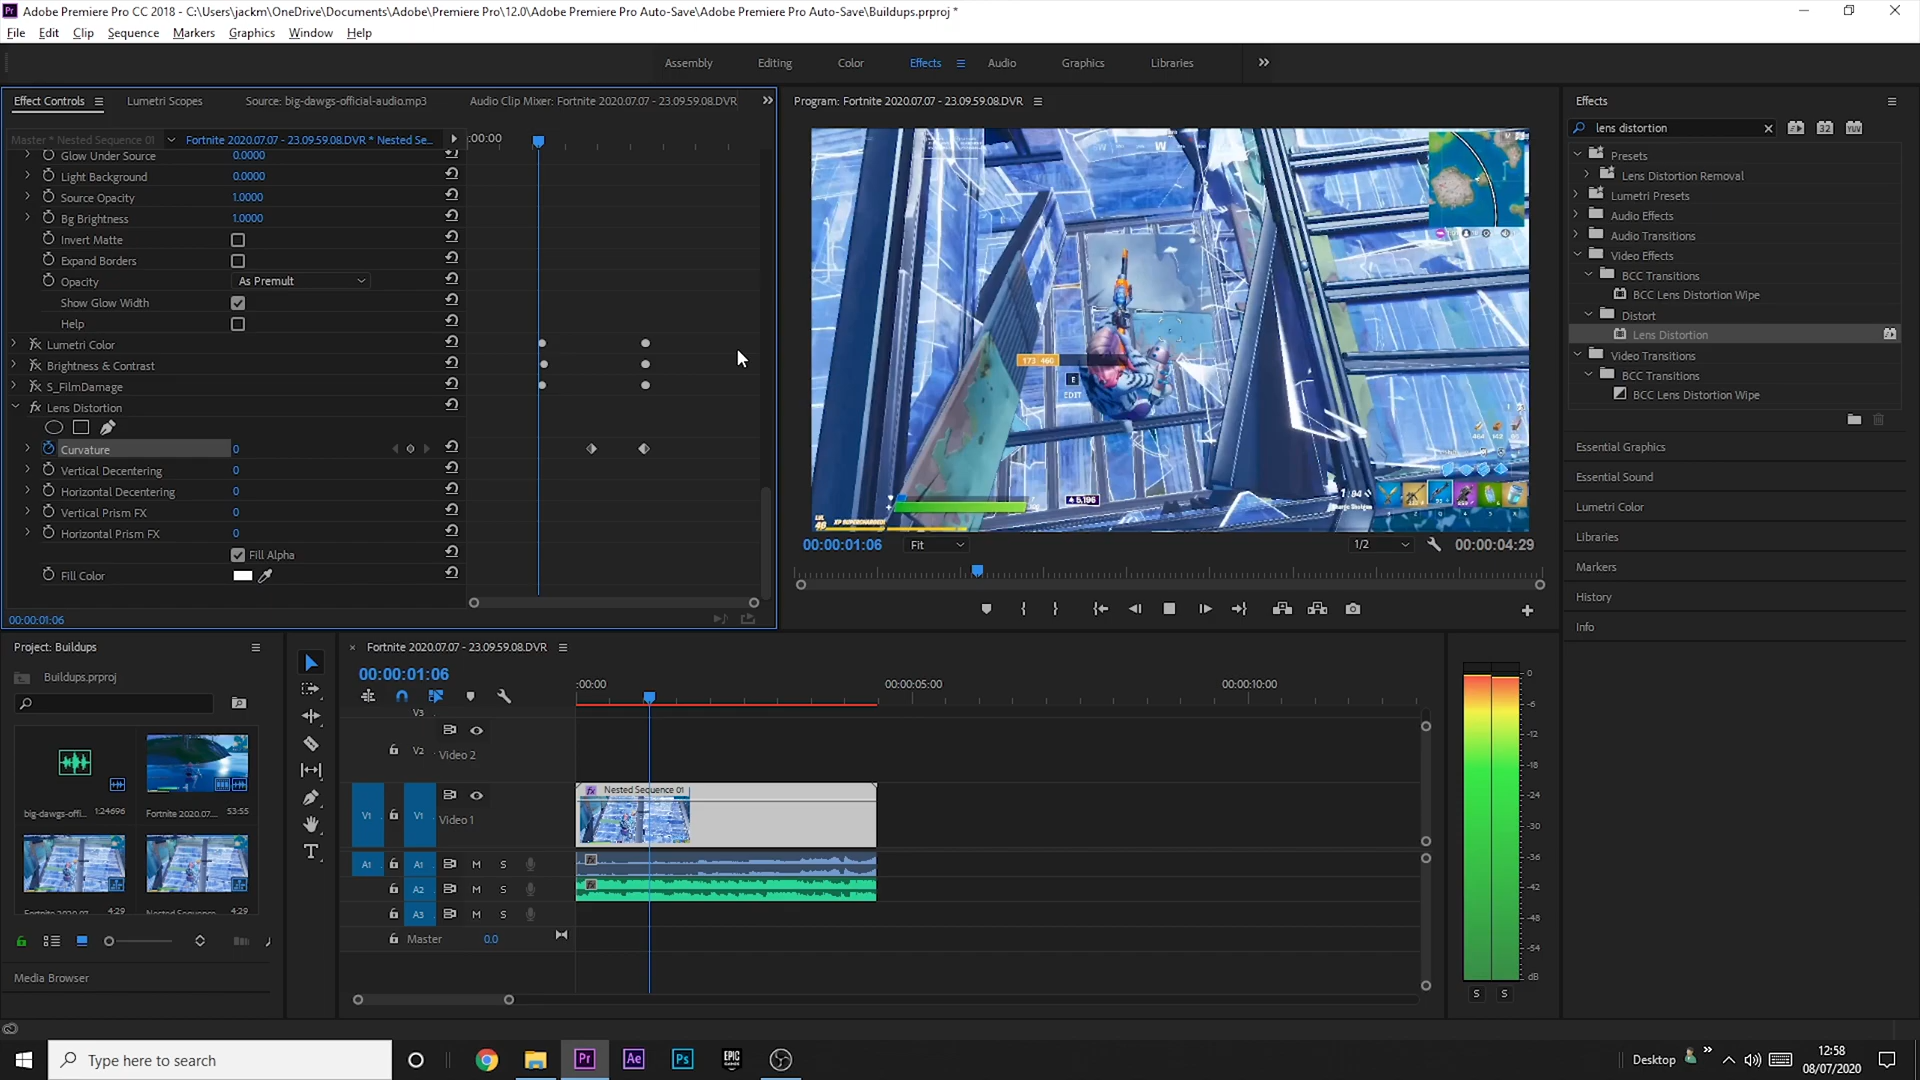 Adobe Premiere Pro CC 2018 - C:\Users\jackm\OneDrive\Documents\Adobe\Premiere Pro\12.0\Adobe Premiere Pro Auto-Save\Adobe Premiere Pro Auto-Save\Buildups.prproj *
File Edit Clip Sequence Markers Graphics Window Help
Assembly Editing Color Effects Audio Graphics Libraries
Effect Controls Lumetri Scopes Source: big-dawgs-official-audio.mp3 Audio Clip Mixer: Fortnite 2020.07.07 - 23.09.59.08.DVR
Program: Fortnite 2020.07.07 - 23.09.59.08.DVR
Effects
Master * Nested Sequence 01 Fortnite 2020.07.07 - 23.09.59.08.DVR * Nested Se... :00:00
lens distortion
32 YUV
Glow Under Source 0.0000
Light Background 0.0000
Source Opacity 1.0000
Bg Brightness 1.0000
Invert Matte
Expand Borders
Opacity As Premult
Show Glow Width
Help
Lumetri Color
Brightness & Contrast
S_FilmDamage
Lens Distortion
Curvature 0
Vertical Decentering 0
Horizontal Decentering 0
Vertical Prism FX 0
Horizontal Prism FX 0
Fill Alpha
Fill Color
00:00:01:06
W
173 460
E
EDIT
5,196
XP SUPERCHARGED!
00:00:01:06 Fit 1/2 00:00:04:29
Presets
Lens Distortion Removal
Lumetri Presets
Audio Effects
Audio Transitions
Video Effects
BCC Transitions
BCC Lens Distortion Wipe
Distort
Lens Distortion
Video Transitions
BCC Transitions
BCC Lens Distortion Wipe
Essential Graphics
Essential Sound
Lumetri Color
Libraries
Markers
History
Info
Project: Buildups
Buildups.prproj
big-dawgs-offi... 1:24696
Fortnite 2020.07.... 53:55
Fortnite 2020.07... 4:29
Nested Sequence... 4:29
Media Browser
Fortnite 2020.07.07 - 23.09.59.08.DVR
00:00:01:06
:00:00 00:00:05:00 00:00:10:00
V3
V2 Video 2
V1 V1 Video 1
Nested Sequence 01
A1 A1 M S
A2 M S
A3 M S
Master 0.0
0
-6
-12
-18
-24
-30
-36
-42
-48
-54
dB
S S
Type here to search
Pr Ae Ps EPIC GAMES
Desktop
12:58
08/07/2020